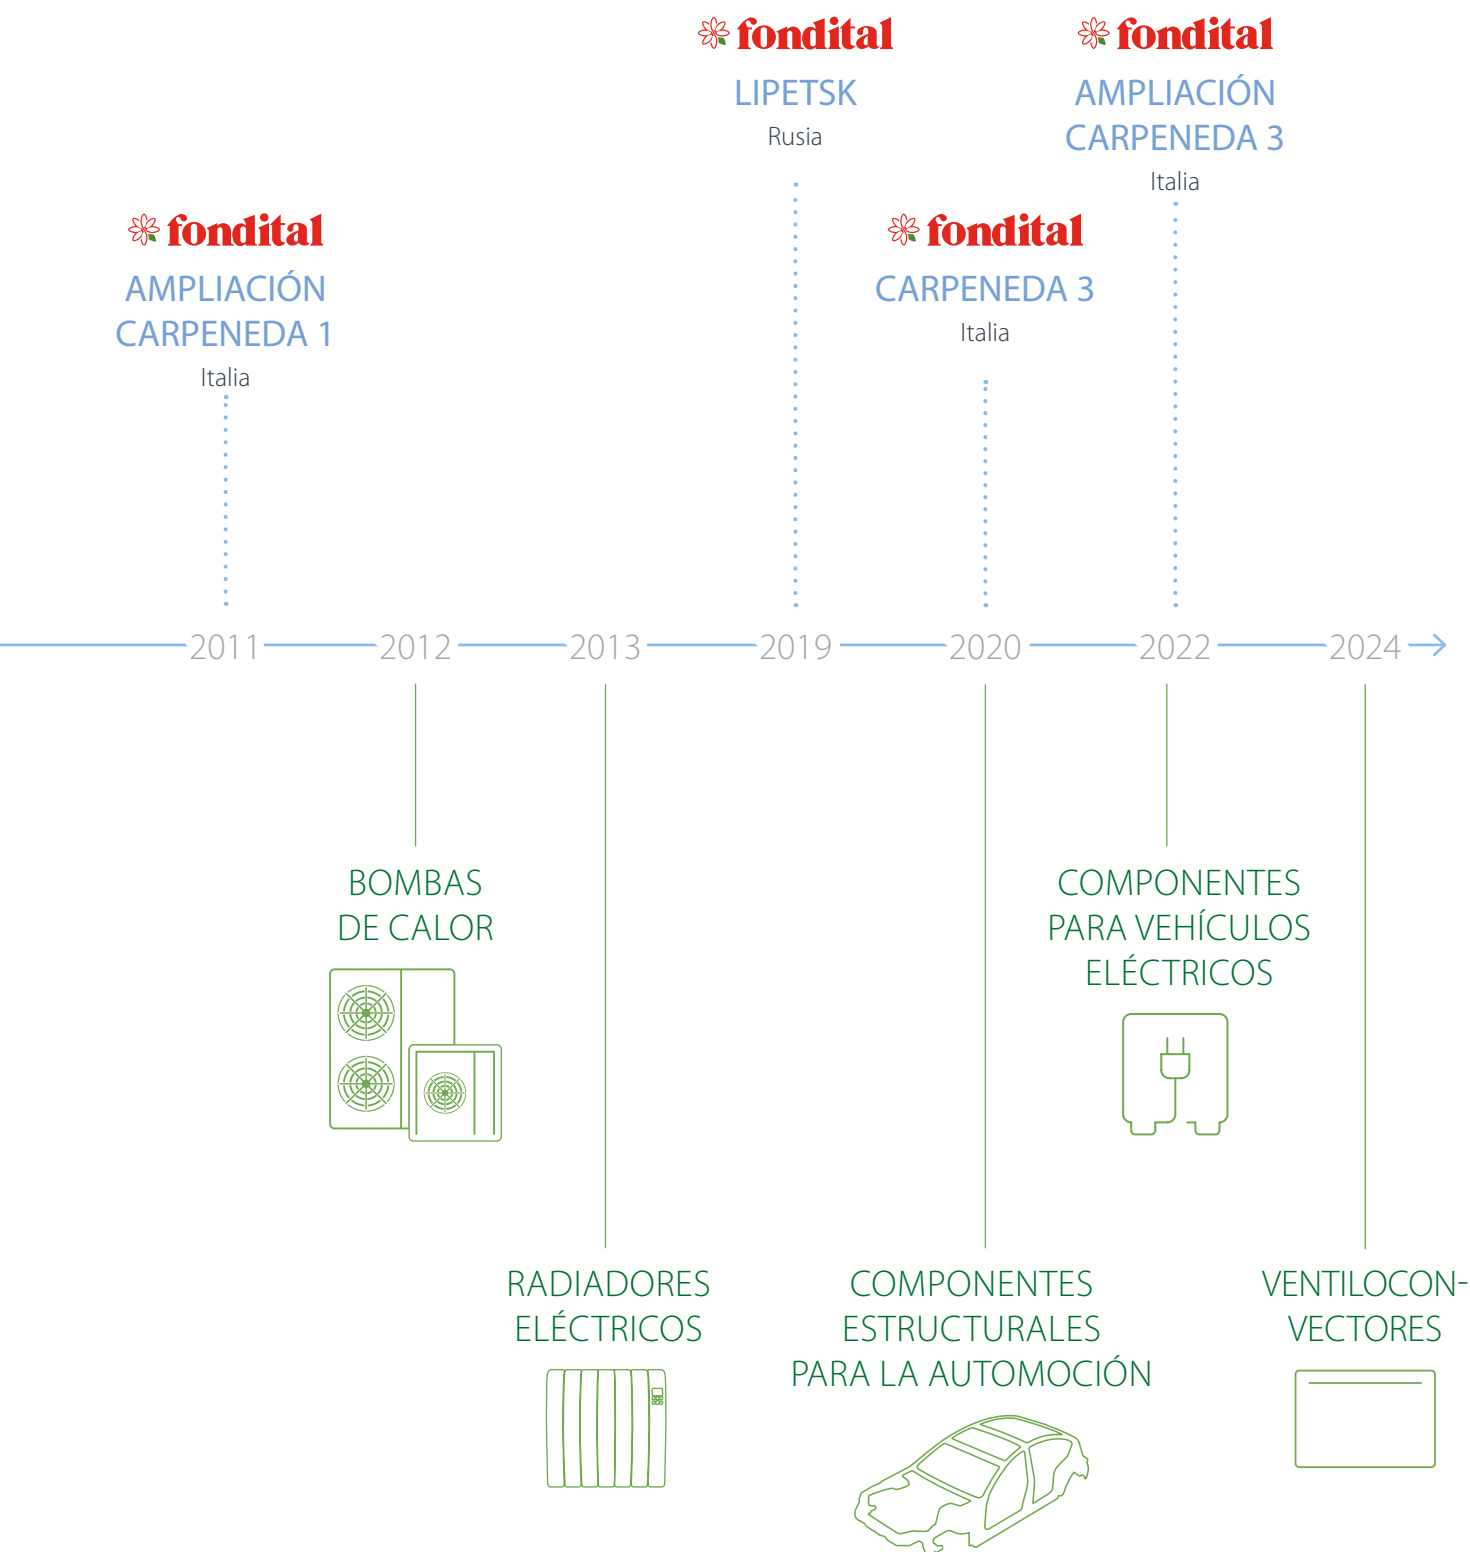 fondital
LIPETSK
Rusia
fondital
AMPLIACIÓN
CARPENEDA 3
Italia
fondital
AMPLIACIÓN
CARPENEDA 1
Italia
fondital
CARPENEDA 3
Italia
2011
2012
2013
2019
2020
2022
2024
BOMBAS
DE CALOR
COMPONENTES
PARA VEHÍCULOS
ELÉCTRICOS
RADIADORES
ELÉCTRICOS
COMPONENTES
ESTRUCTURALES
PARA LA AUTOMOCIÓN
VENTILOCON-
VECTORES